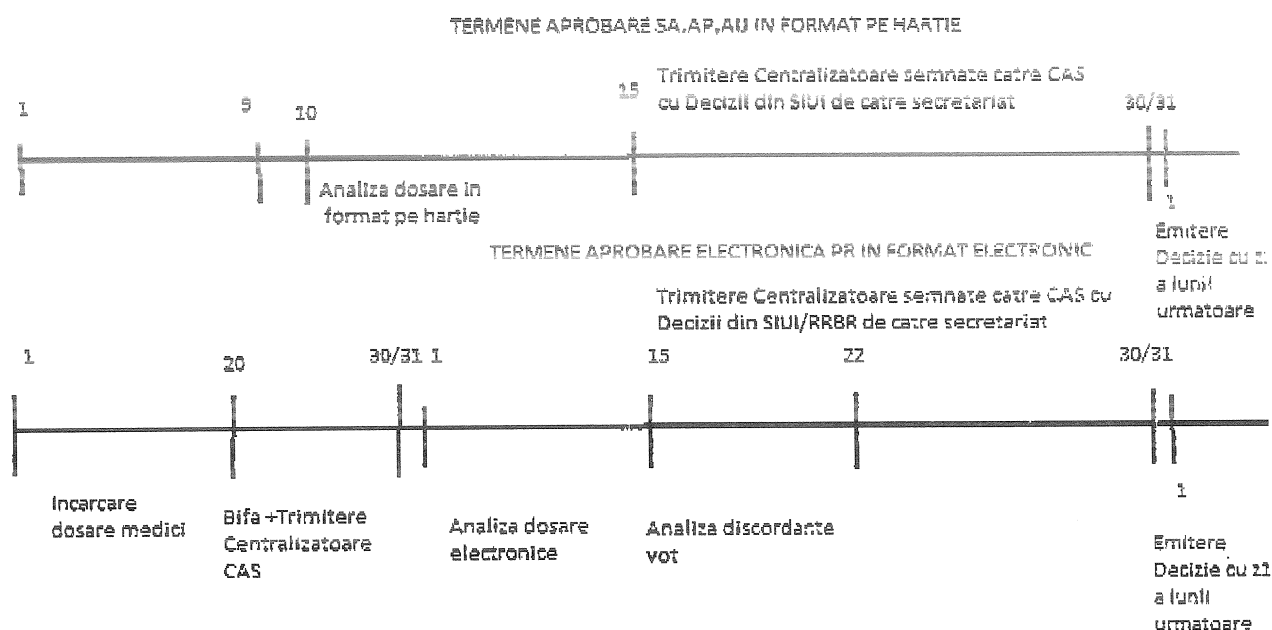 TERMENE APROBARE SA,AP,AU IN FORMAT PE HARTIE
Trimitere Centralizatoare semnate catre CAS
cu Decizii din SIUI de catre secretariat
1 9 10 15 30/31
Analiza dosare in
format pe hartie
1
Emitere
Decizie cu z1
a lunii
urmatoare
TERMENE APROBARE ELECTRONICA PR IN FORMAT ELECTRONIC
Trimitere Centralizatoare semnate catre CAS cu
Decizii din SIUI/RRBR de catre secretariat
1 20 30/31 1 15 22 30/31
Incarcare
dosare medici
Bifa+Trimitere
Centralizatoare
CAS
Analiza dosare
electronice
Analiza discordante
vot
1
Emitere
Decizie cu z1
a lunii
urmatoare